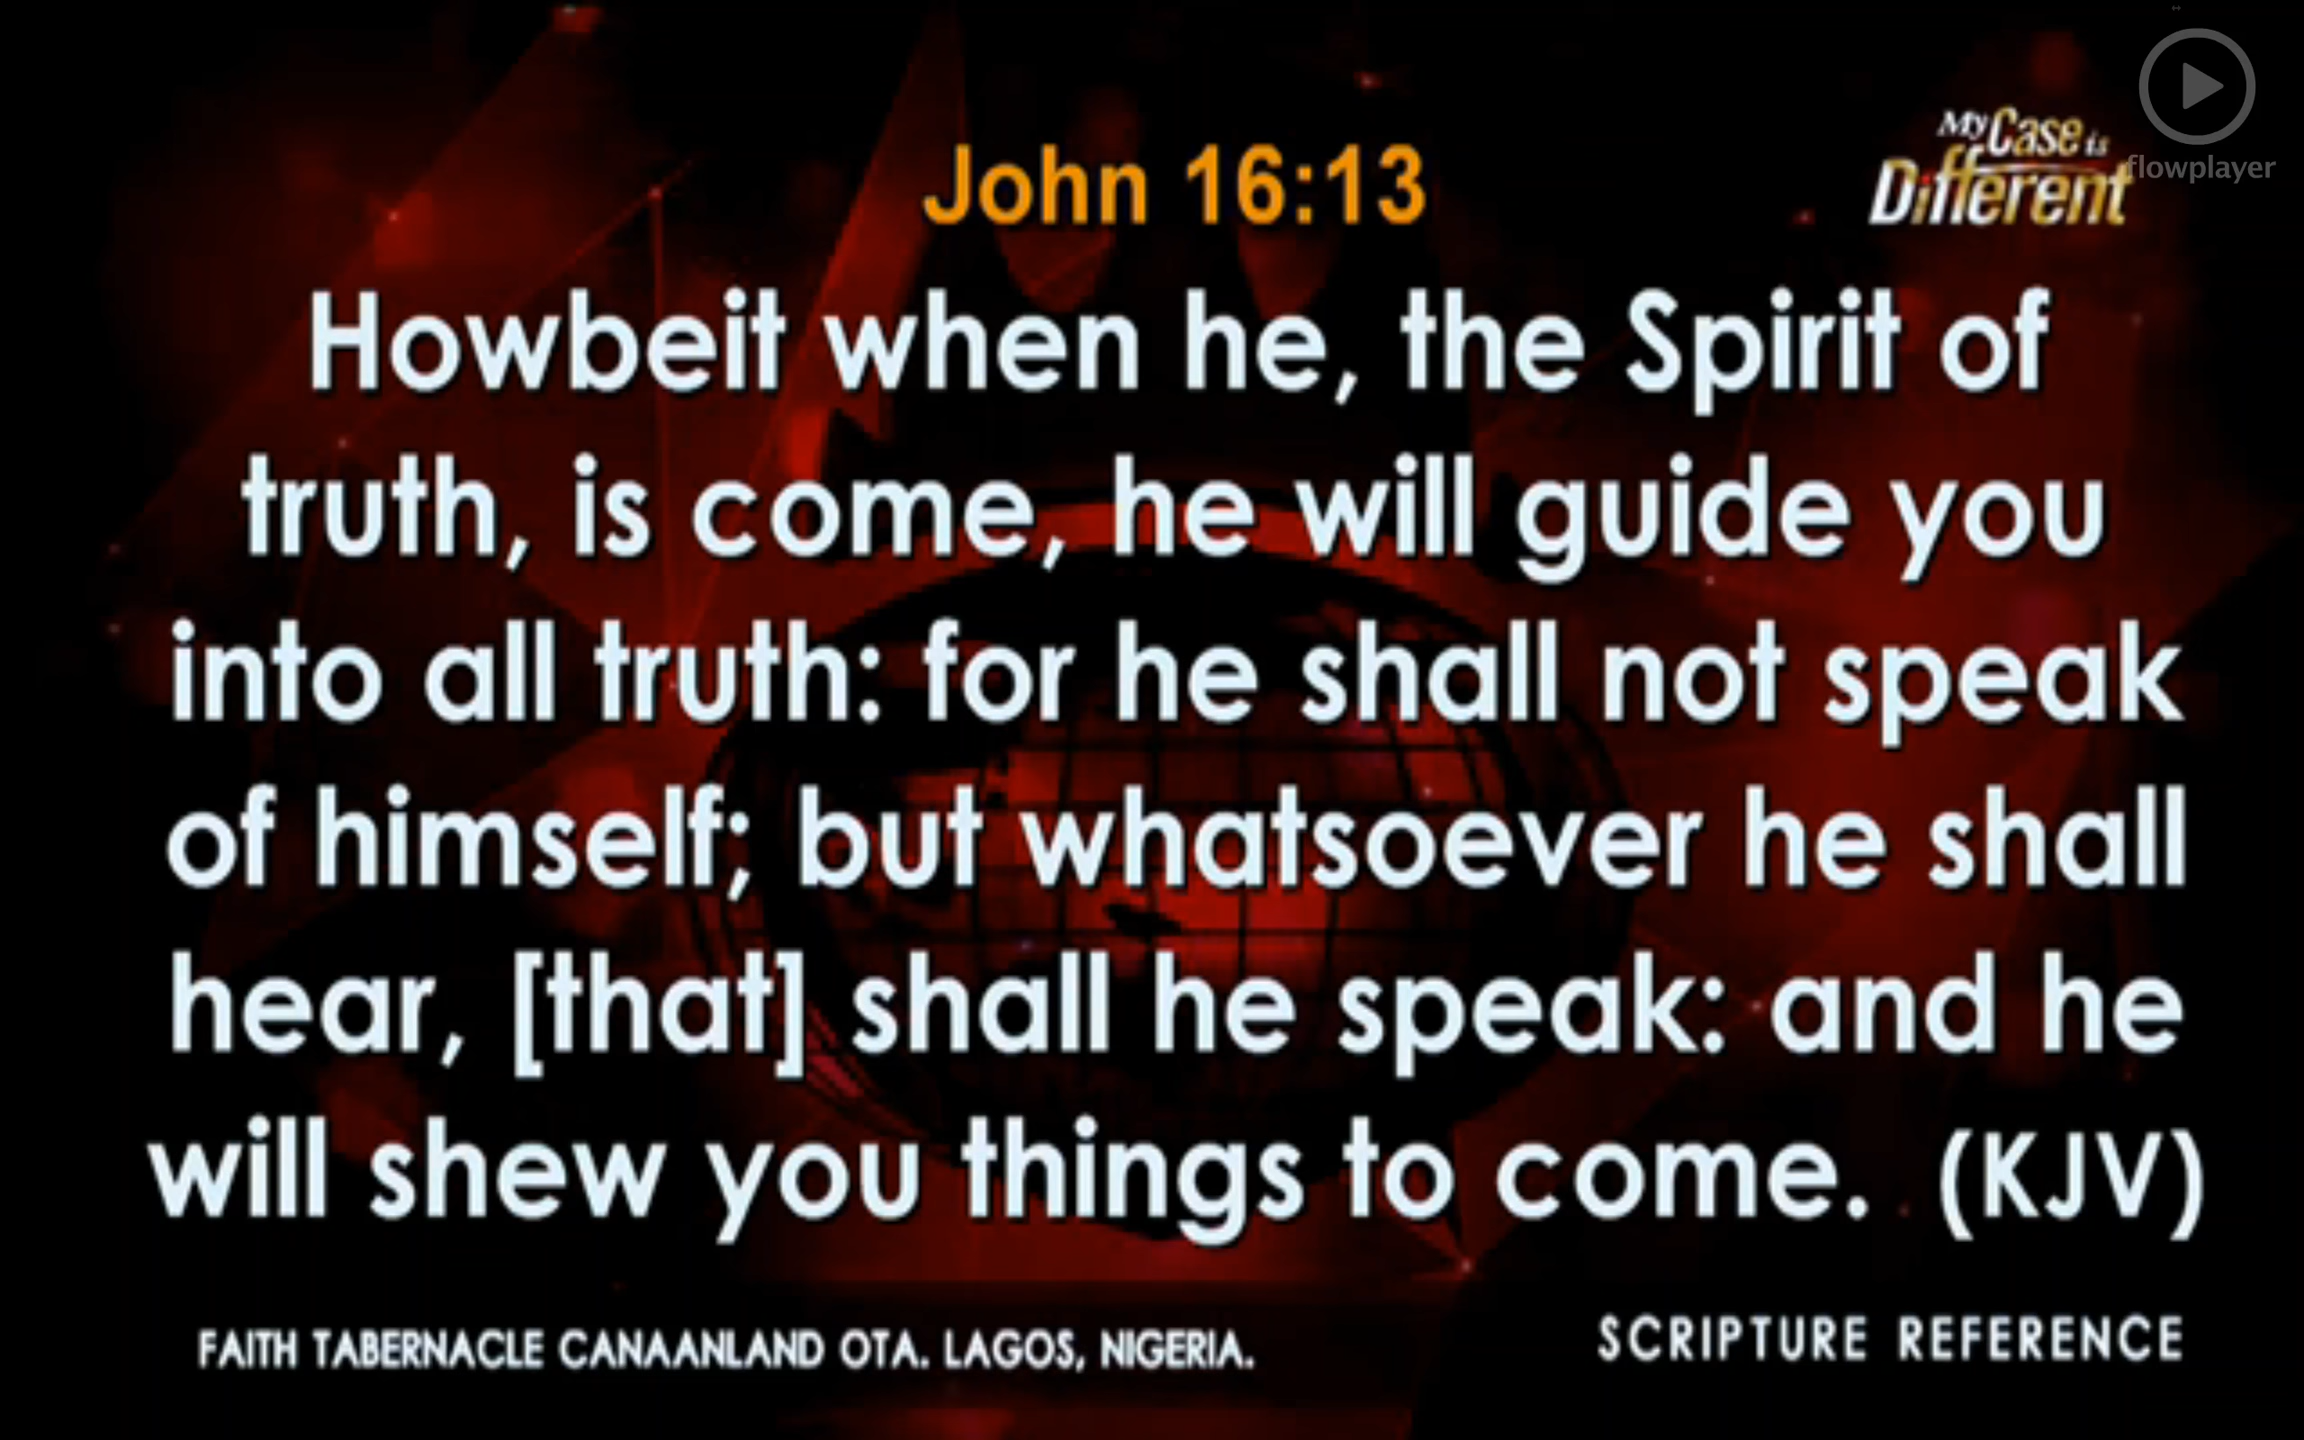 John 16:13
My Case is
Different
flowplayer
Howbeit when he, the Spirit of
truth, is come, he will guide you
into all truth: for he shall not speak
of himself; but whatsoever he shall
hear, [that] shall he speak: and he
will shew you things to come. (KJV)
FAITH TABERNACLE CANAANLAND OTA. LAGOS, NIGERIA.
SCRIPTURE REFERENCE